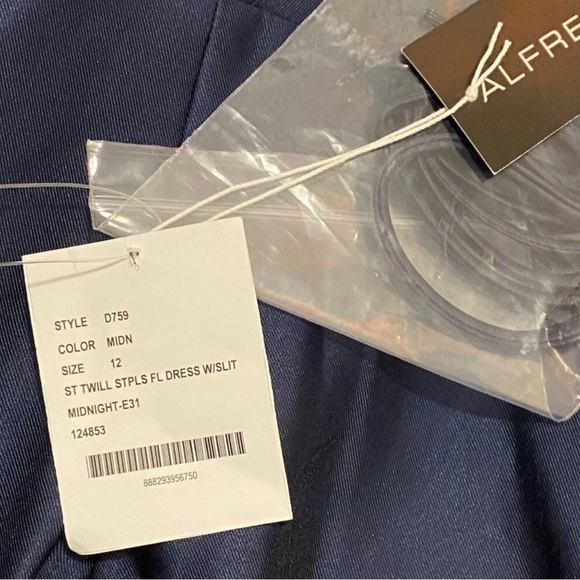 ALFRE
STYLE D759
COLOR MIDN
SIZE 12
ST TWILL STPLS FL DRESS W/SLIT
MIDNIGHT-E31
124853
888293956750